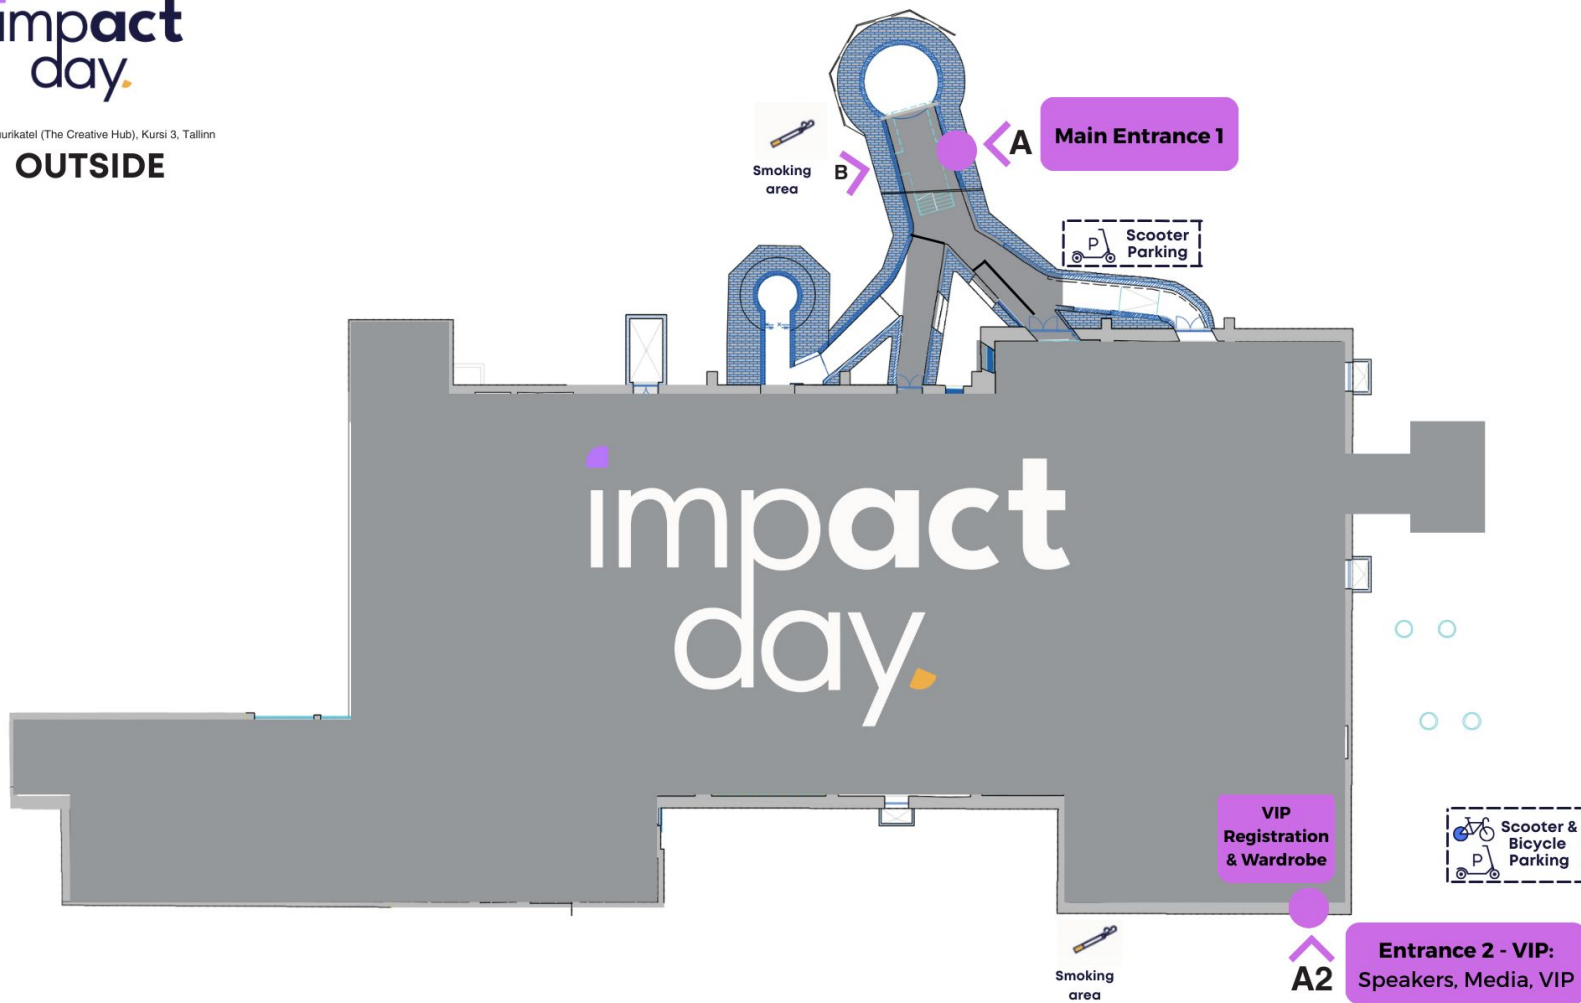 impact
day.
urikatel (The Creative Hub), Kursi 3, Tallinn
OUTSIDE
Smoking
area
B
A
Main Entrance 1
P
Scooter
Parking
impact
day.
VIP
Registration
& Wardrobe
P
Scooter &
Bicycle
Parking
Smoking
area
A2
Entrance 2 - VIP:
Speakers, Media, VIP